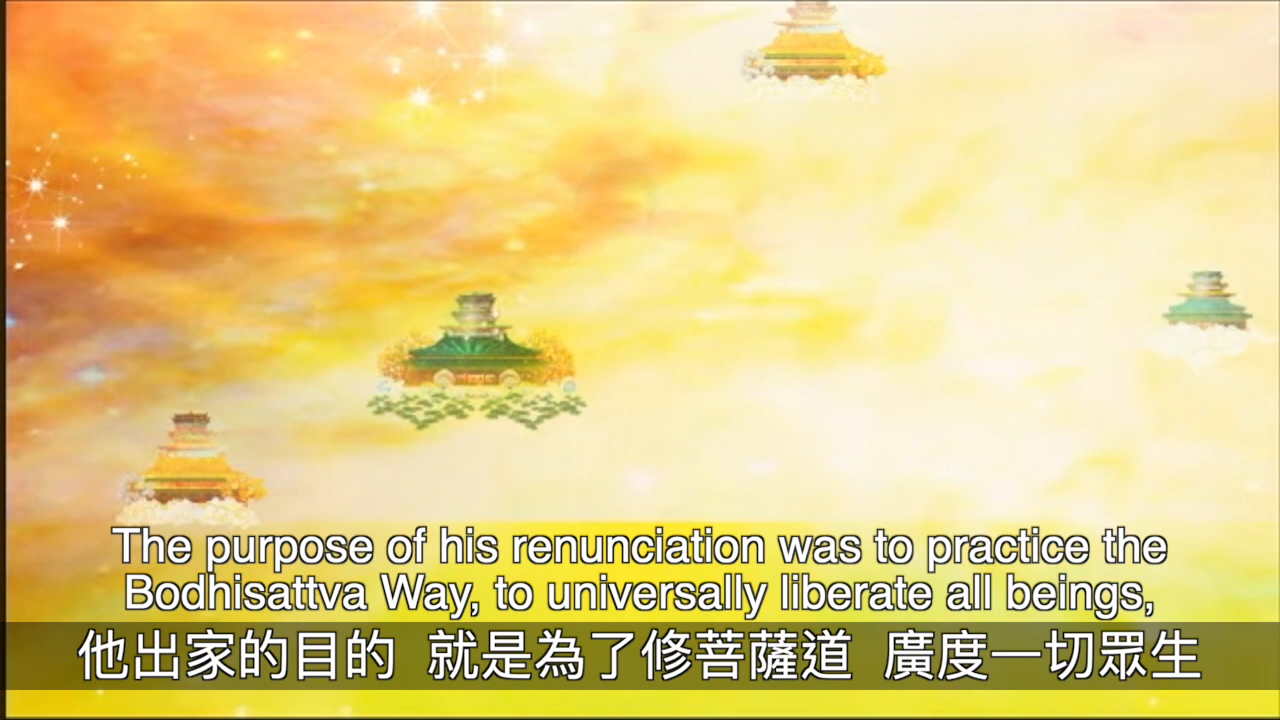 The purpose of his renunciation was to practice the
Bodhisattva Way, to universally liberate all beings,
他出家的目的 就是為了修菩薩道 廣度一切眾生